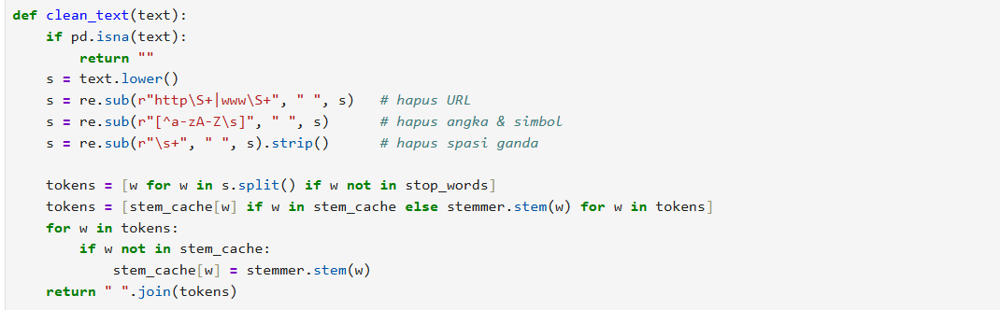 def clean_text(text):
    if pd.isna(text):
        return ""
    s = text.lower()
    s = re.sub(r"http\S+|www\S+", " ", s)   # hapus URL
    s = re.sub(r"[^a-zA-Z\s]", " ", s)      # hapus angka & simbol
    s = re.sub(r"\s+", " ", s).strip()      # hapus spasi ganda

    tokens = [w for w in s.split() if w not in stop_words]
    tokens = [stem_cache[w] if w in stem_cache else stemmer.stem(w) for w in tokens]
    for w in tokens:
        if w not in stem_cache:
            stem_cache[w] = stemmer.stem(w)
    return " ".join(tokens)